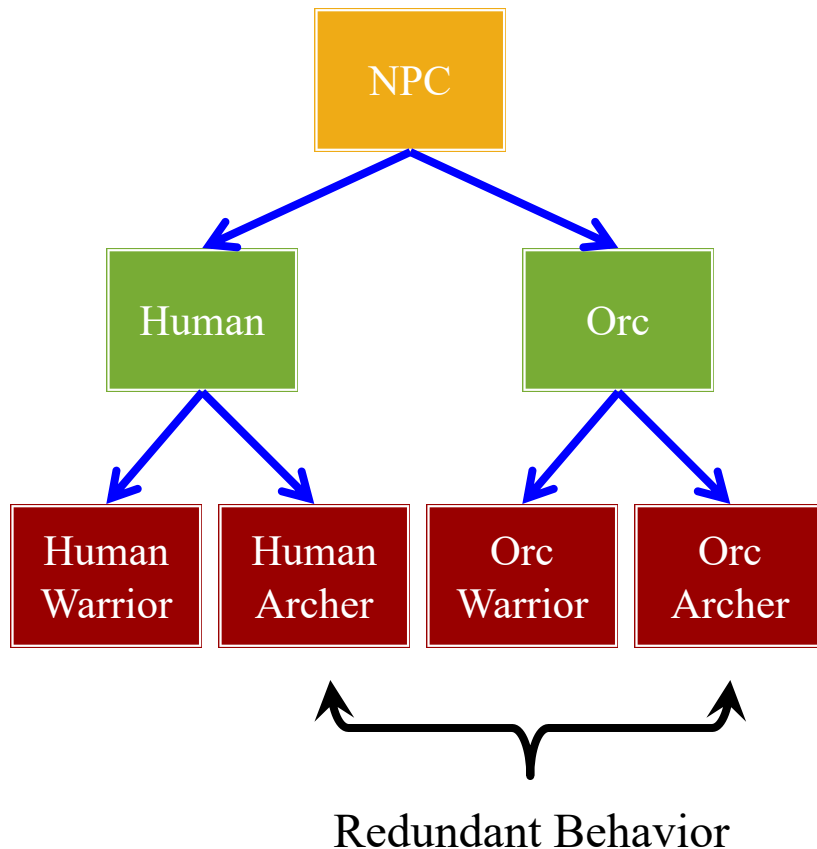 NPC
Human
Orc
Human
Warrior
Human
Archer
Orc
Warrior
Orc
Archer
Redundant Behavior